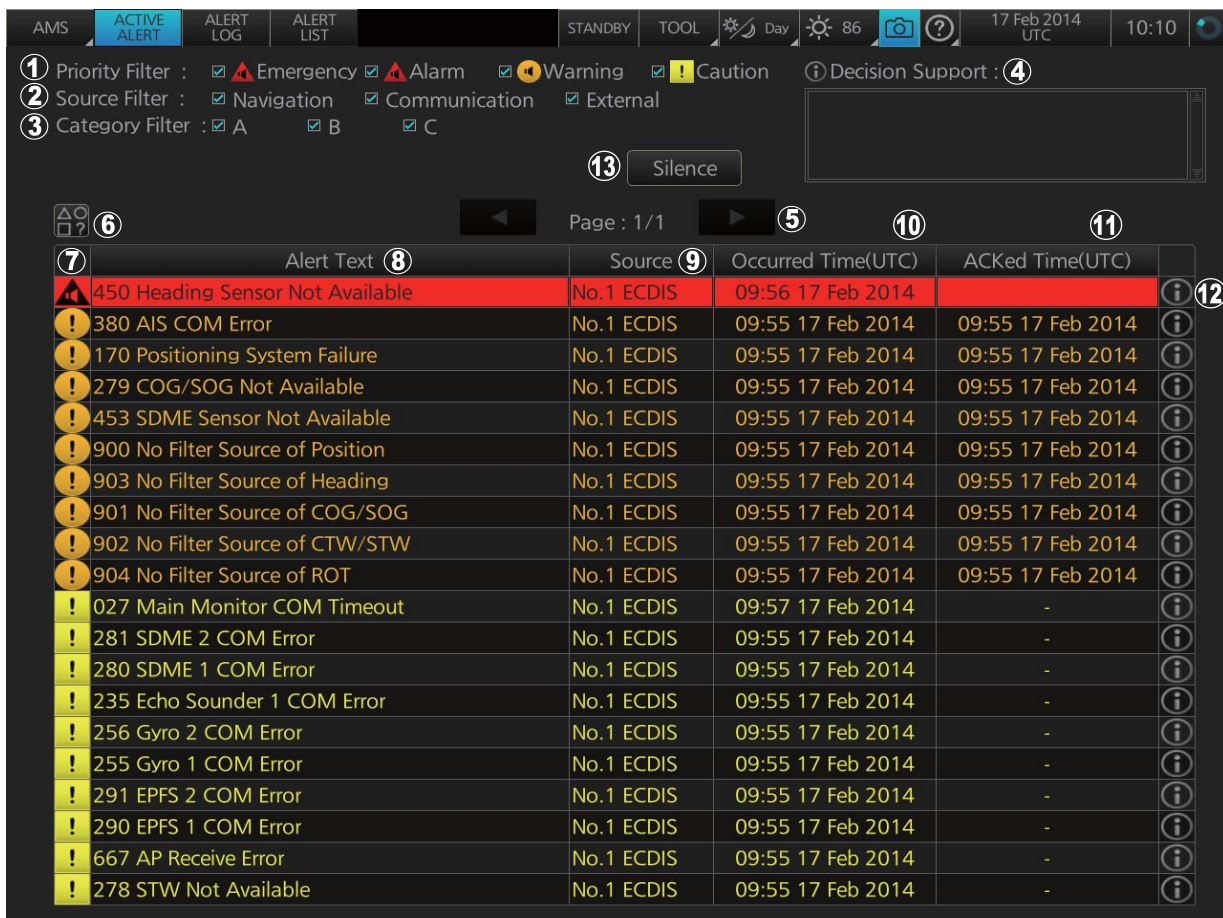 AMS ACTIVE ALERT ALERT LOG ALERT LIST STANDBY TOOL Day 86 ? 17 Feb 2014 UTC 10:10
1 Priority Filter : Emergency Alarm Warning ! Caution i Decision Support : 4
2 Source Filter : Navigation Communication External
3 Category Filter : A B C
13 Silence
? 6 Page : 1/1 5 10 11
7 Alert Text 8 Source 9 Occurred Time(UTC) ACKed Time(UTC)
450 Heading Sensor Not Available No.1 ECDIS 09:56 17 Feb 2014 i 12
! 380 AIS COM Error No.1 ECDIS 09:55 17 Feb 2014 09:55 17 Feb 2014 i
! 170 Positioning System Failure No.1 ECDIS 09:55 17 Feb 2014 09:55 17 Feb 2014 i
! 279 COG/SOG Not Available No.1 ECDIS 09:55 17 Feb 2014 09:55 17 Feb 2014 i
! 453 SDME Sensor Not Available No.1 ECDIS 09:55 17 Feb 2014 09:55 17 Feb 2014 i
! 900 No Filter Source of Position No.1 ECDIS 09:55 17 Feb 2014 09:55 17 Feb 2014 i
! 903 No Filter Source of Heading No.1 ECDIS 09:55 17 Feb 2014 09:55 17 Feb 2014 i
! 901 No Filter Source of COG/SOG No.1 ECDIS 09:55 17 Feb 2014 09:55 17 Feb 2014 i
! 902 No Filter Source of CTW/STW No.1 ECDIS 09:55 17 Feb 2014 09:55 17 Feb 2014 i
! 904 No Filter Source of ROT No.1 ECDIS 09:55 17 Feb 2014 09:55 17 Feb 2014 i
! 027 Main Monitor COM Timeout No.1 ECDIS 09:57 17 Feb 2014 - i
! 281 SDME 2 COM Error No.1 ECDIS 09:55 17 Feb 2014 - i
! 280 SDME 1 COM Error No.1 ECDIS 09:55 17 Feb 2014 - i
! 235 Echo Sounder 1 COM Error No.1 ECDIS 09:55 17 Feb 2014 - i
! 256 Gyro 2 COM Error No.1 ECDIS 09:55 17 Feb 2014 - i
! 255 Gyro 1 COM Error No.1 ECDIS 09:55 17 Feb 2014 - i
! 291 EPFS 2 COM Error No.1 ECDIS 09:55 17 Feb 2014 - i
! 290 EPFS 1 COM Error No.1 ECDIS 09:55 17 Feb 2014 - i
! 667 AP Receive Error No.1 ECDIS 09:55 17 Feb 2014 - i
! 278 STW Not Available No.1 ECDIS 09:55 17 Feb 2014 - i